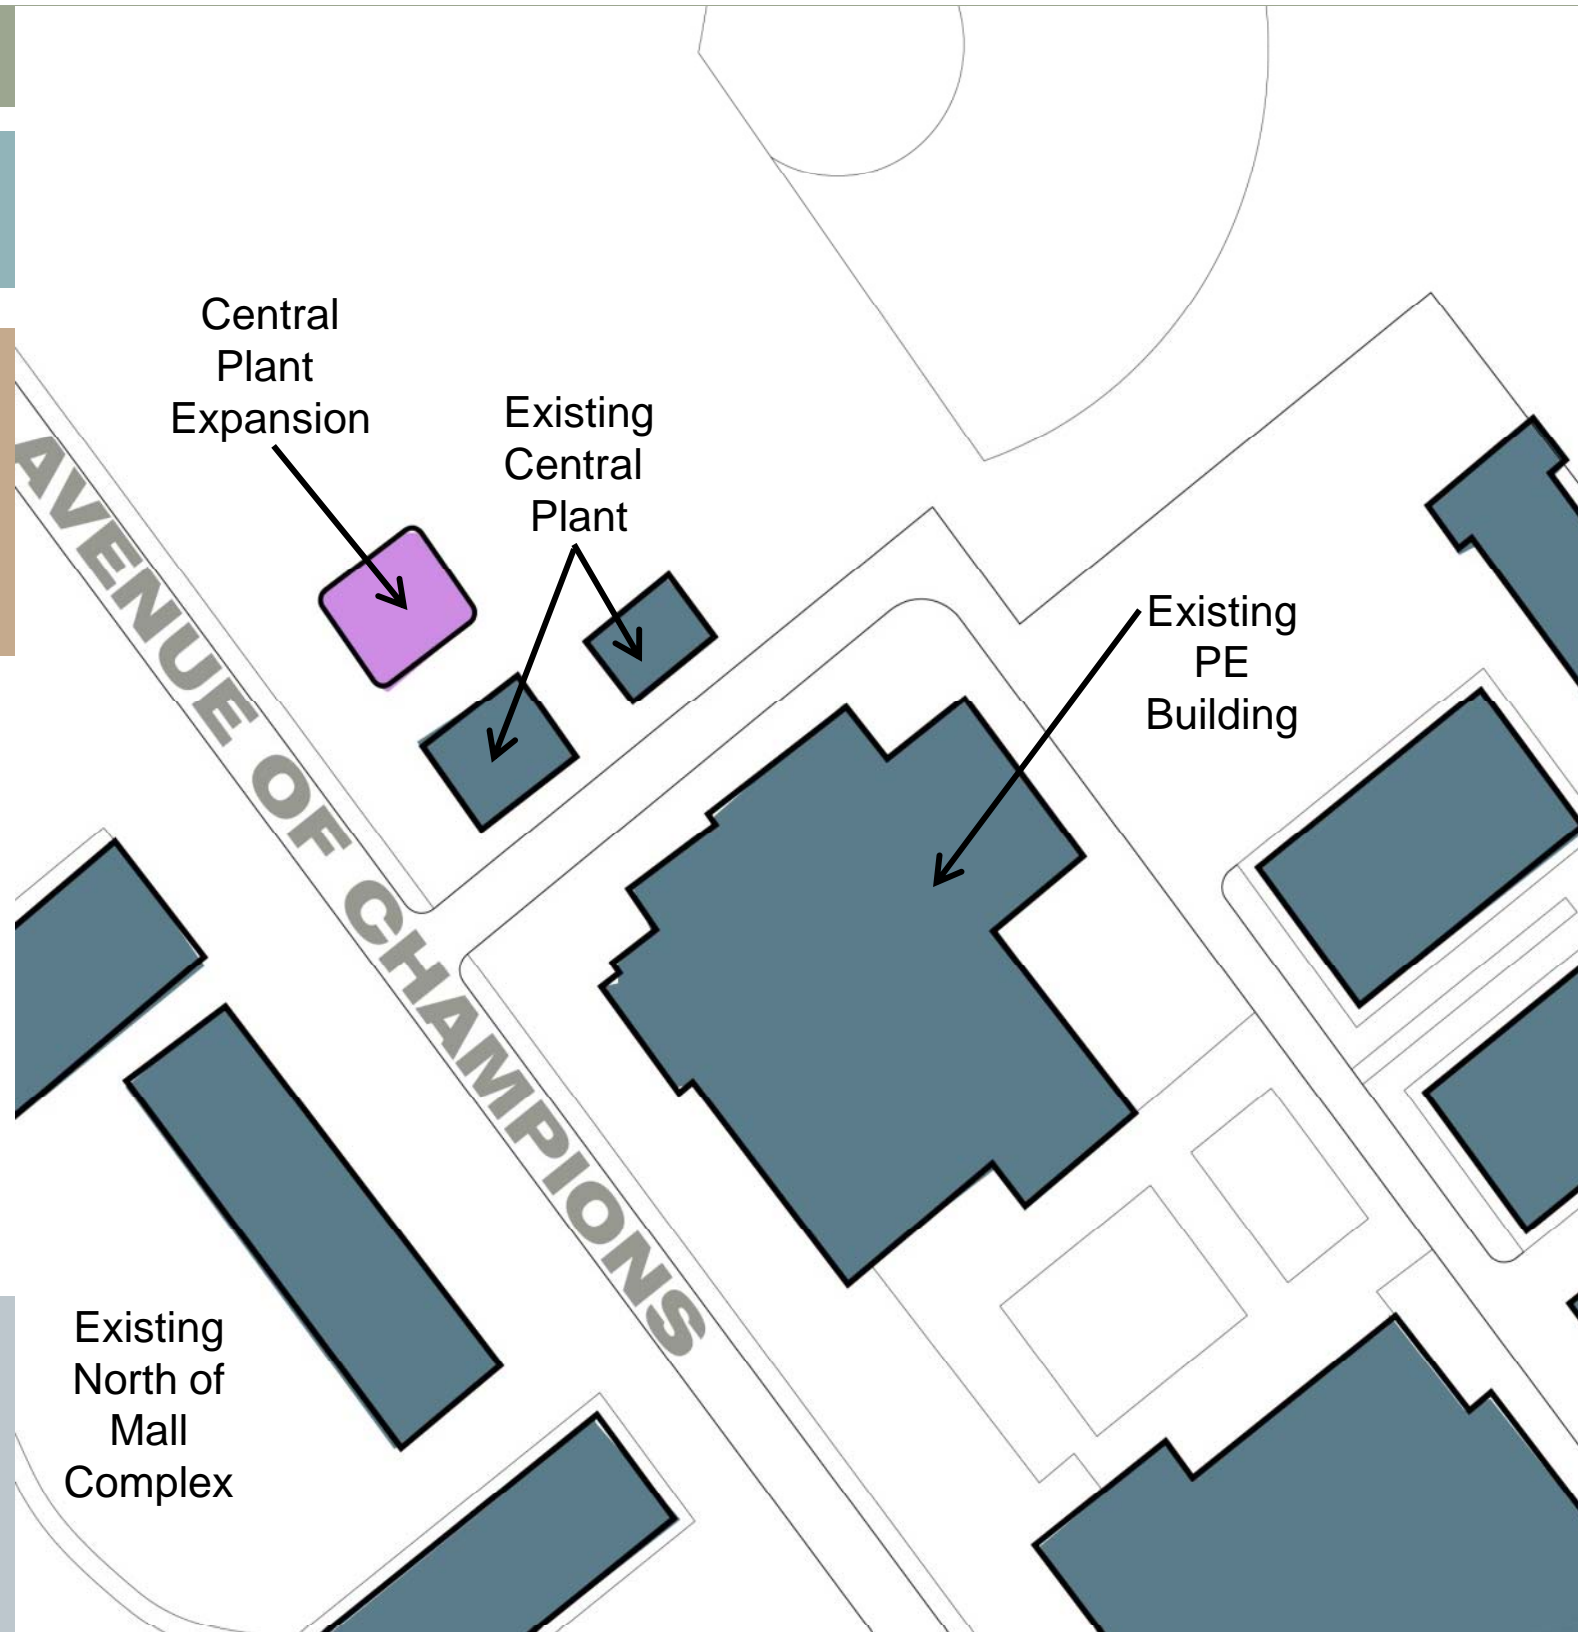 Central
Plant
Expansion
Existing
Central
Plant
AVENUE OF CHAMPIONS
Existing
PE
Building
Existing
North of
Mall
Complex